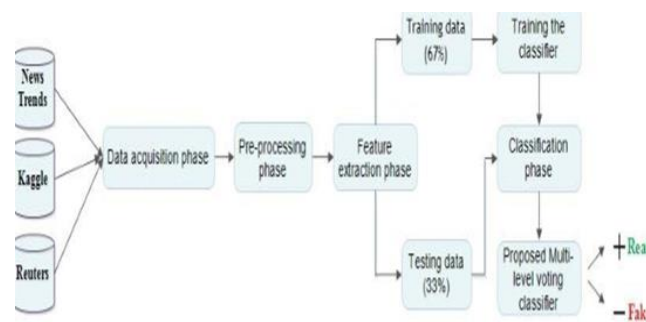 News
Trends
Kaggle
Reuters
Data acquisition phase
Pre-processing
phase
Feature
extraction phase
Training data
(67%)
Training the
classifier
Testing data
(33%)
Classification
phase
Proposed Multi-
level voting
classifier
+Rea
−Fak